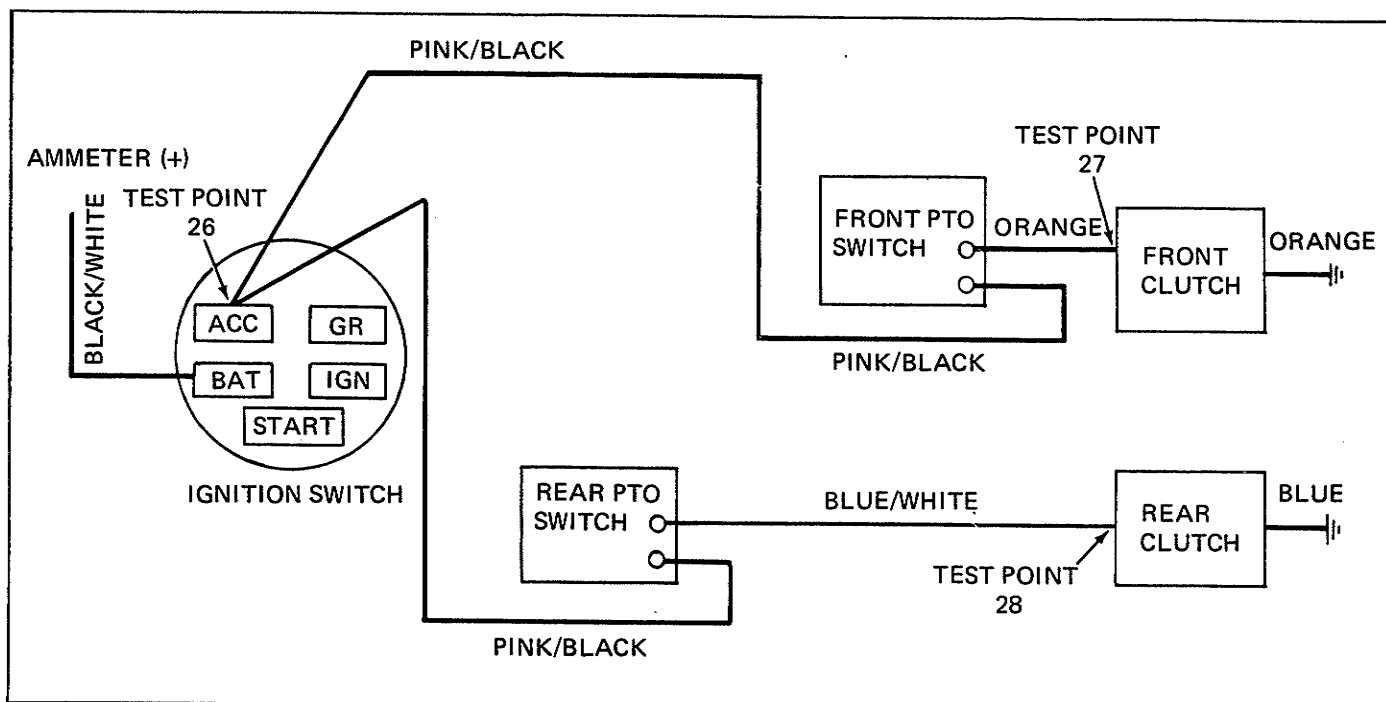 PINK/BLACK
AMMETER (+)
BLACK/WHITE
TEST POINT
26
ACC
GR
BAT
IGN
START
IGNITION SWITCH
FRONT PTO
SWITCH
ORANGE
TEST POINT
27
FRONT
CLUTCH
ORANGE
PINK/BLACK
REAR PTO
SWITCH
BLUE/WHITE
TEST POINT
28
REAR
CLUTCH
BLUE
PINK/BLACK